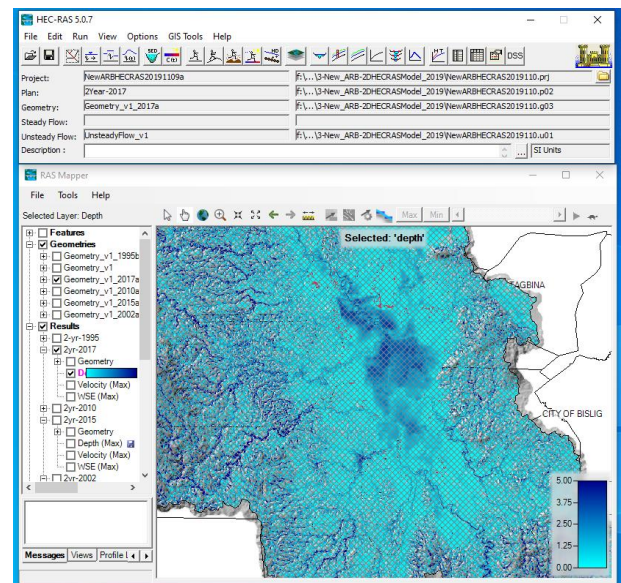 HEC-RAS 5.0.7
File Edit Run View Options GIS Tools Help
DSS
Project: NewARBHECRAS20191109a f:\...\3-New_ARB-2DHECRASModel_2019\NewARBHECRAS2019110.prj
Plan: 2Year-2017 f:\...\3-New_ARB-2DHECRASModel_2019\NewARBHECRAS2019110.p02
Geometry: Geometry_v1_2017a f:\...\3-New_ARB-2DHECRASModel_2019\NewARBHECRAS2019110.g03
Steady Flow:
Unsteady Flow: UnsteadyFlow_v1 f:\...\3-New_ARB-2DHECRASModel_2019\NewARBHECRAS2019110.u01
Description : ... SI Units
RAS Mapper
File Tools Help
Selected Layer: Depth Max Min
Features
Geometries
Geometry_v1_1995b
Geometry_v1
Geometry_v1_2017a
Geometry_v1_2010a
Geometry_v1_2015a
Geometry_v1_2002a
Results
2-yr-1995
2yr-2017
Geometry
Velocity (Max)
WSE (Max)
2yr-2010
2yr-2015
Geometry
Depth (Max)
Velocity (Max)
WSE (Max)
2yr-2002
Messages Views Profile L
Selected: 'depth'
TAGBINA
CITY OF BISLIG
5.00
3.75
2.50
1.25
0.00